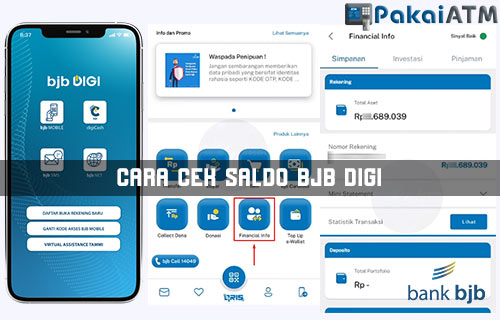 PakaiATM
6:37
bjb DIGI
bjb MOBILE
digiCash
bjb SMS
bjb NET
DAFTAR BUKA REKENING BARU
GANTI KODE AKSES BJB MOBILE
VIRTUAL ASSISTANCE TAMMI
Info dan Promo
Lihat Semuanya
Waspada Penipuan !
Jangan sembarangan memberikan
data pribadi yang bersifat identitas
rahasia seperti KODE OTP, KODE ...
Produk Lainnya
CARA CEK SALDO BJB DIGI
Collect Dana
Donasi
Financial Info
Top Up
e-Wallet
bjb Call 14049
QRIS
Financial Info
Sinyal Baik
Simpanan
Investasi
Pinjaman
Rekening
Total Aset
.689.039
Nomor Rekening
.689.039
Mini Statement
Statistik Transaksi
Lihat
Deposito
Total Portofolio
Rp -
bank bjb